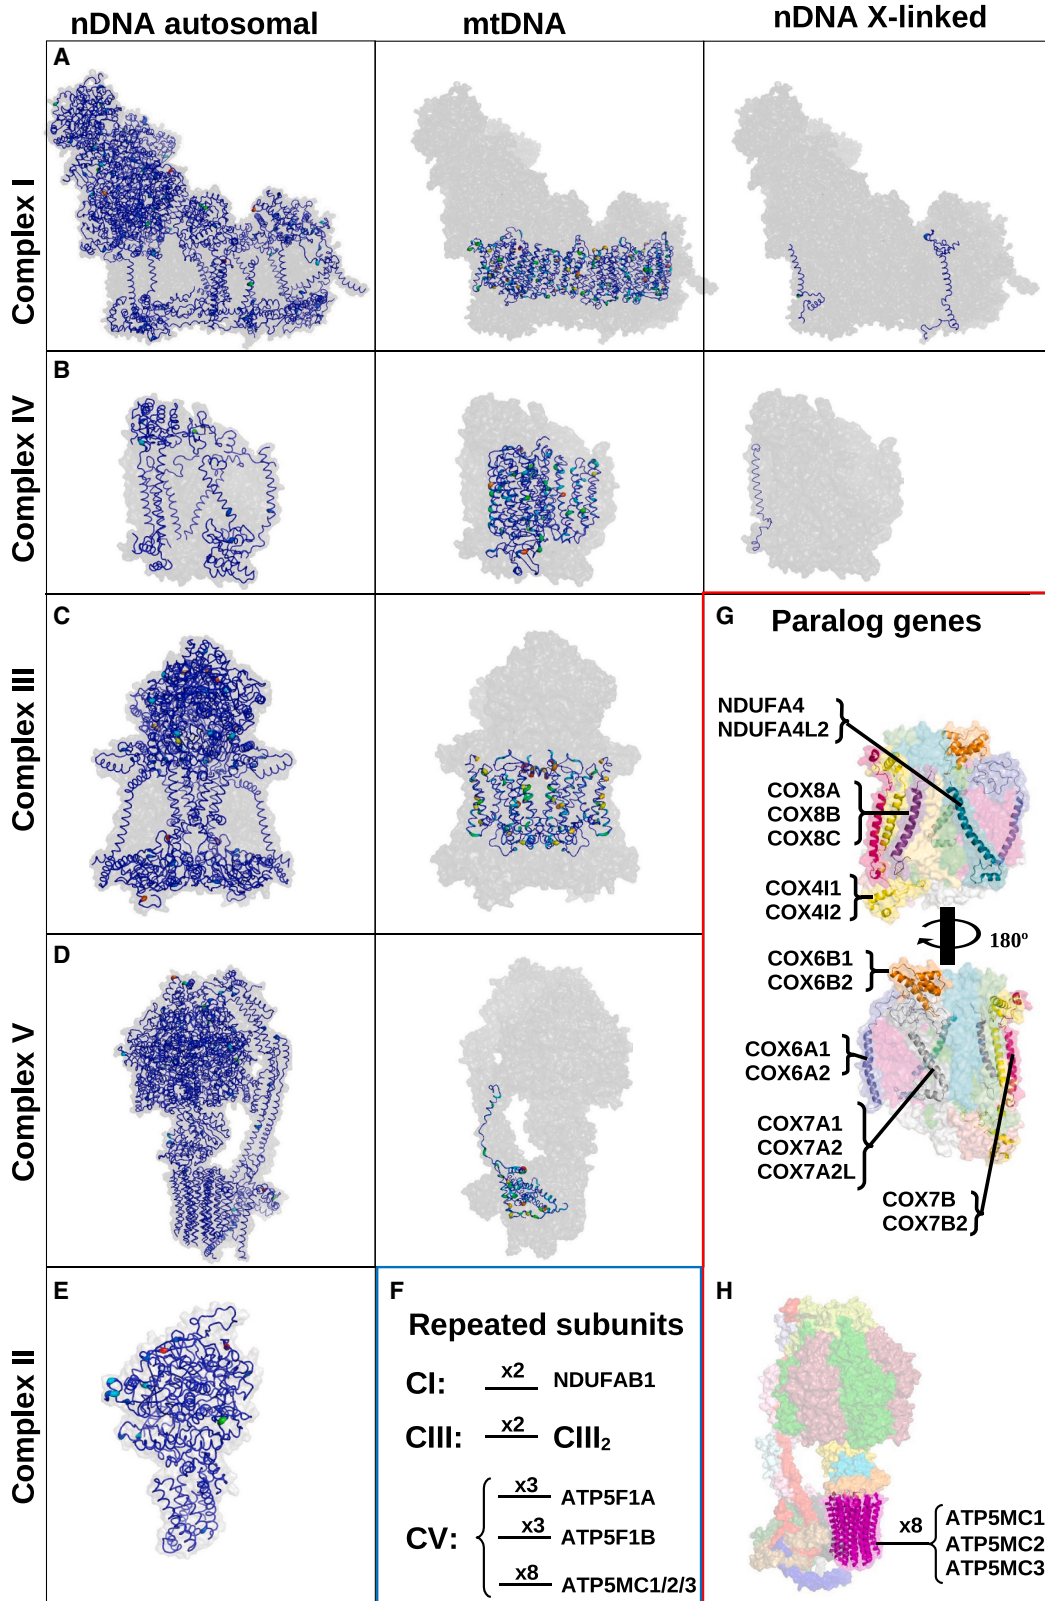 nDNA autosomal
mtDNA
nDNA X-linked
A
Complex I
B
Complex IV
C
Complex III
D
Complex V
E
Complex II
F
Repeated subunits
CI: x2 NDUFAB1
CIII: x2 CIII2
CV:
x3 ATP5F1A
x3 ATP5F1B
x8 ATP5MC1/2/3
G
Paralog genes
NDUFA4
NDUFA4L2
COX8A
COX8B
COX8C
COX4I1
COX4I2
180º
COX6B1
COX6B2
COX6A1
COX6A2
COX7A1
COX7A2
COX7A2L
COX7B
COX7B2
H
x8
ATP5MC1
ATP5MC2
ATP5MC3